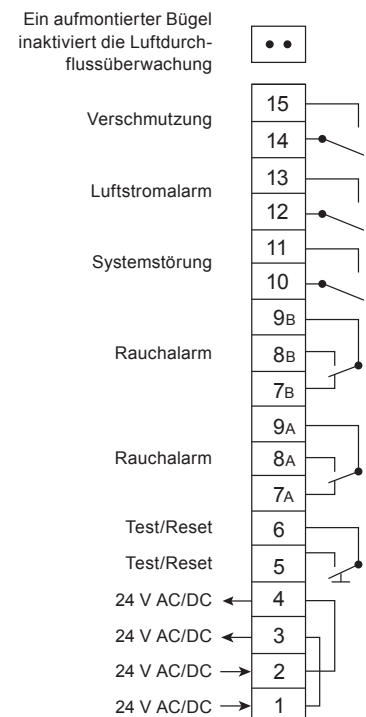 Ein aufmontierter Bügel
inaktiviert die Luftdurch-
flussüberwachung
15
Verschmutzung
14
13
Luftstromalarm
12
11
Systemstörung
10
9B
Rauchalarm 8B
7B
9A
Rauchalarm 8A
7A
Test/Reset 6
Test/Reset 5
24 V AC/DC 4
24 V AC/DC 3
24 V AC/DC 2
24 V AC/DC 1